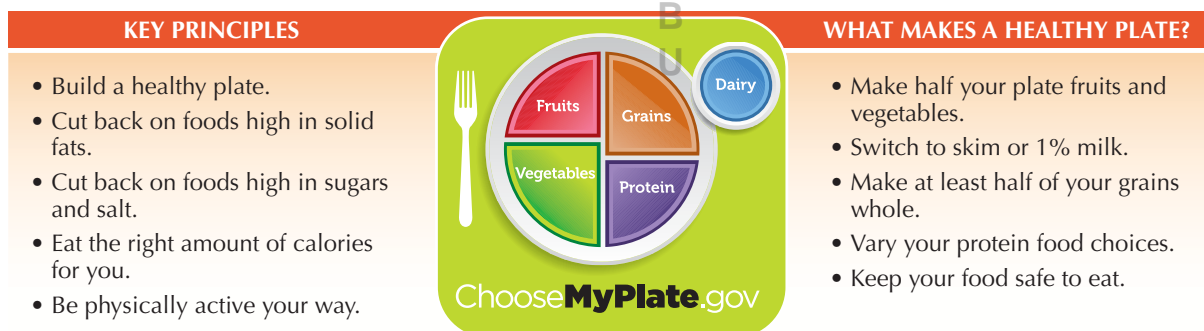 KEY PRINCIPLES
• Build a healthy plate.
• Cut back on foods high in solid
fats.
• Cut back on foods high in sugars
and salt.
• Eat the right amount of calories
for you.
• Be physically active your way.
B
U
Fruits
Grains
Dairy
Vegetables
Protein
ChooseMyPlate.gov
WHAT MAKES A HEALTHY PLATE?
• Make half your plate fruits and
vegetables.
• Switch to skim or 1% milk.
• Make at least half of your grains
whole.
• Vary your protein food choices.
• Keep your food safe to eat.